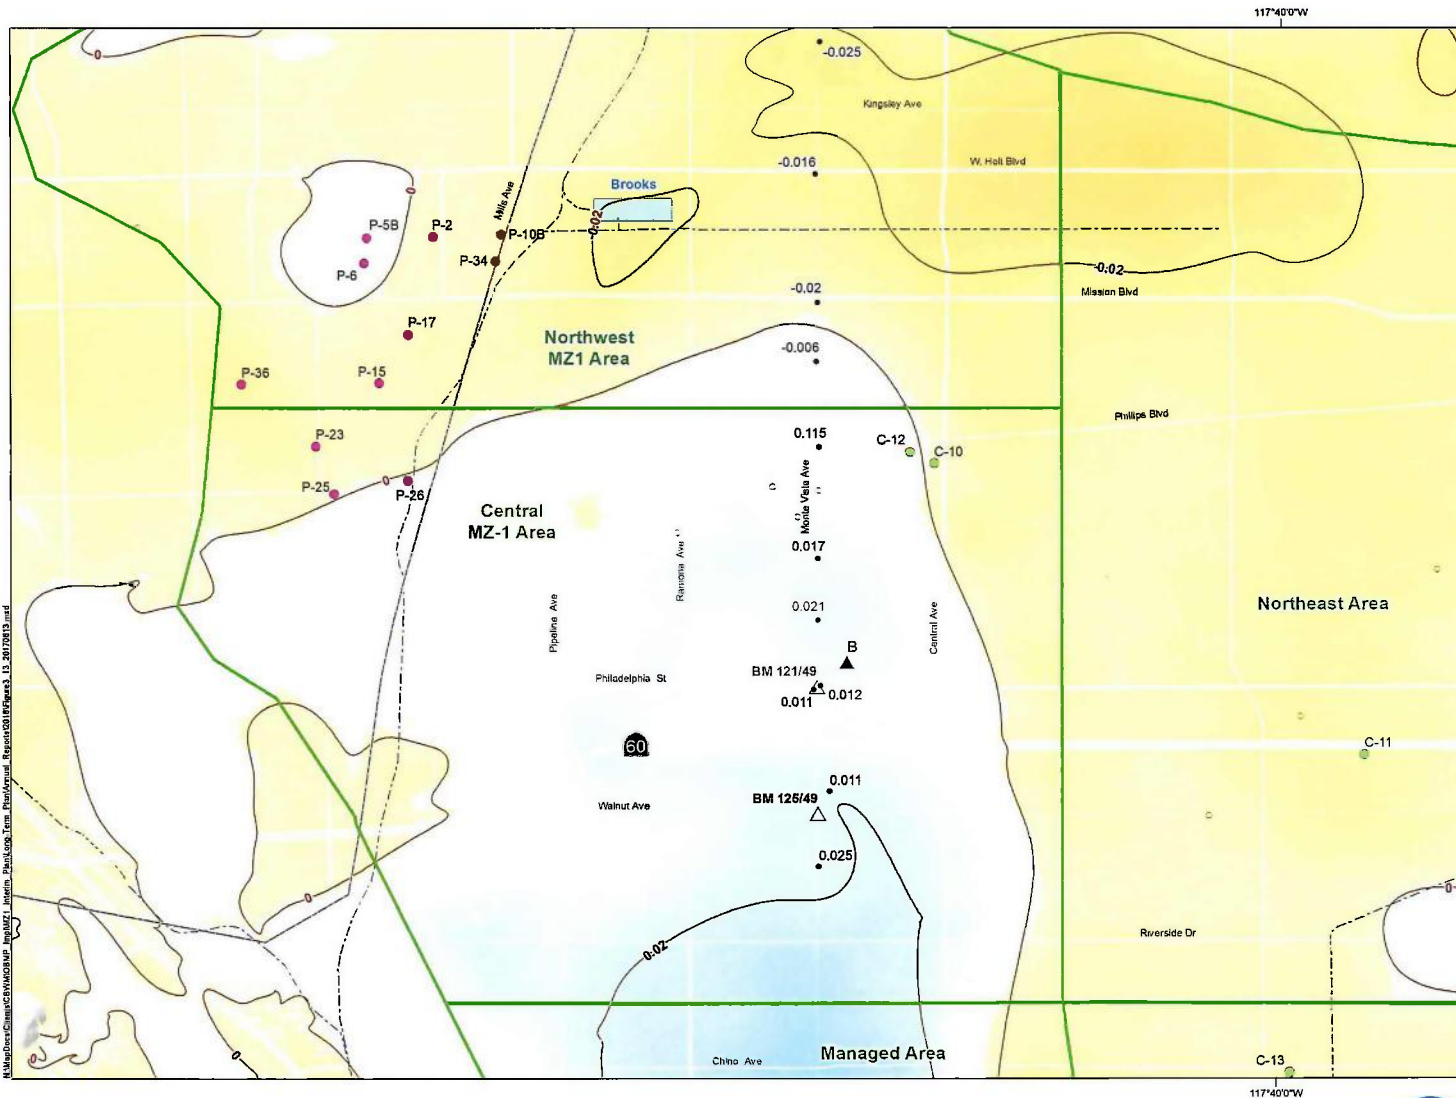 117°40'0"W
0
-0.025
Kingsley Ave
W. Holt Blvd
-0.016
Brooks
0
Mills Ave
-0.02
P-5B
P-2
P-10B
P-6
P-34
-0.02
-0.02
Mission Blvd
P-17
Northwest
MZ1 Area
-0.006
P-36
P-15
Phillips Blvd
P-23
0.115
C-12
C-10
P-25
0
P-26
Monte Vista Ave
Central
MZ-1 Area
0.017
Ramona Ave
Pipeline Ave
0.021
Central Ave
Northeast Area
B
BM 121/49
Philadelphia St
0.011
0.012
60
C-11
0.011
BM 125/49
Walnut Ave
0.025
0
0
Riverside Dr
0.02
Managed Area
Chino Ave
0
0
C-13
117°40'0"W